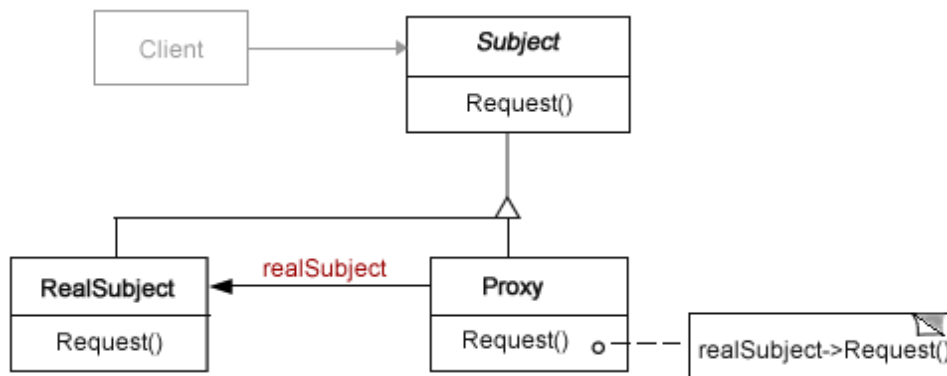 Client
Subject
Request()
realSubject
RealSubject
Request()
Proxy
Request()
realSubject->Request()